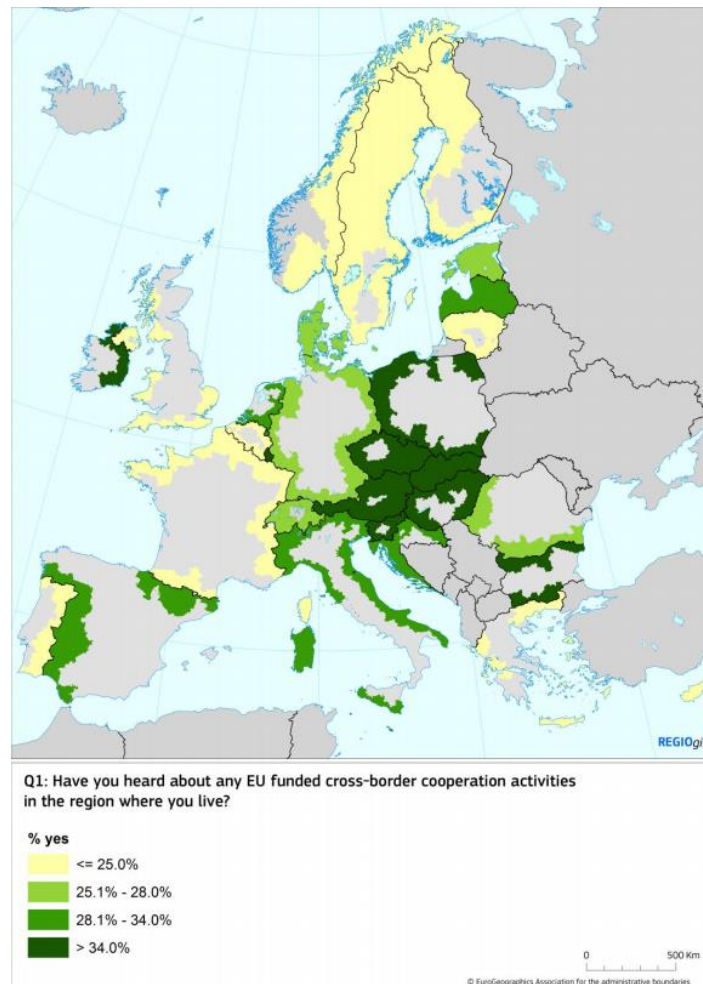 REGIOgi
Q1: Have you heard about any EU funded cross-border cooperation activities
in the region where you live?
% yes
<= 25.0%
25.1% - 28.0%
28.1% - 34.0%
> 34.0%
0 500 Km
© EuroGeographics Association for the administrative boundaries